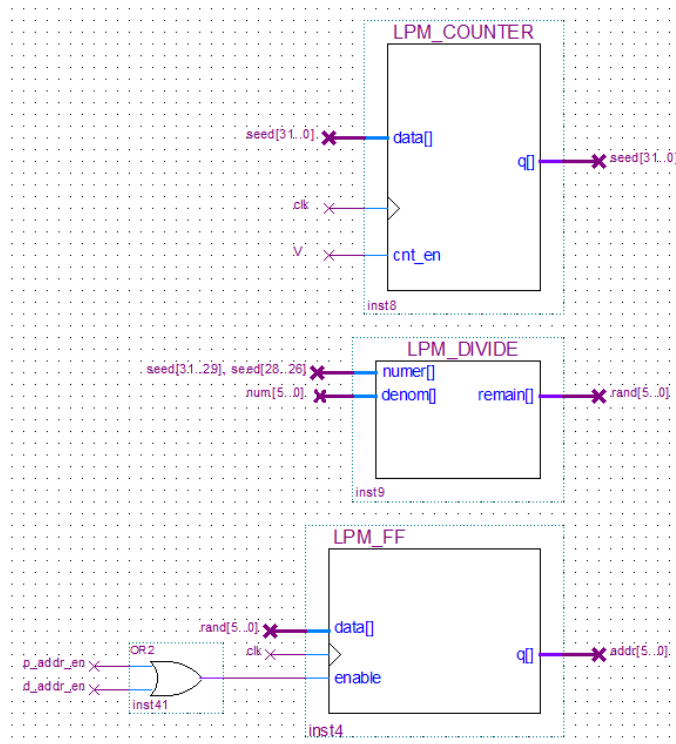 LPM_COUNTER
seed[31..0]
data[]
q[]
seed[31..0]
clk
V
cnt_en
inst8
LPM_DIVIDE
seed[31..29], seed[28..26]
numer[]
num[5..0]
denom[]
remain[]
rand[5..0]
inst9
LPM_FF
rand[5..0]
data[]
clk
q[]
addr[5..0]
enable
OR2
p_addr_en
d_addr_en
inst41
inst4